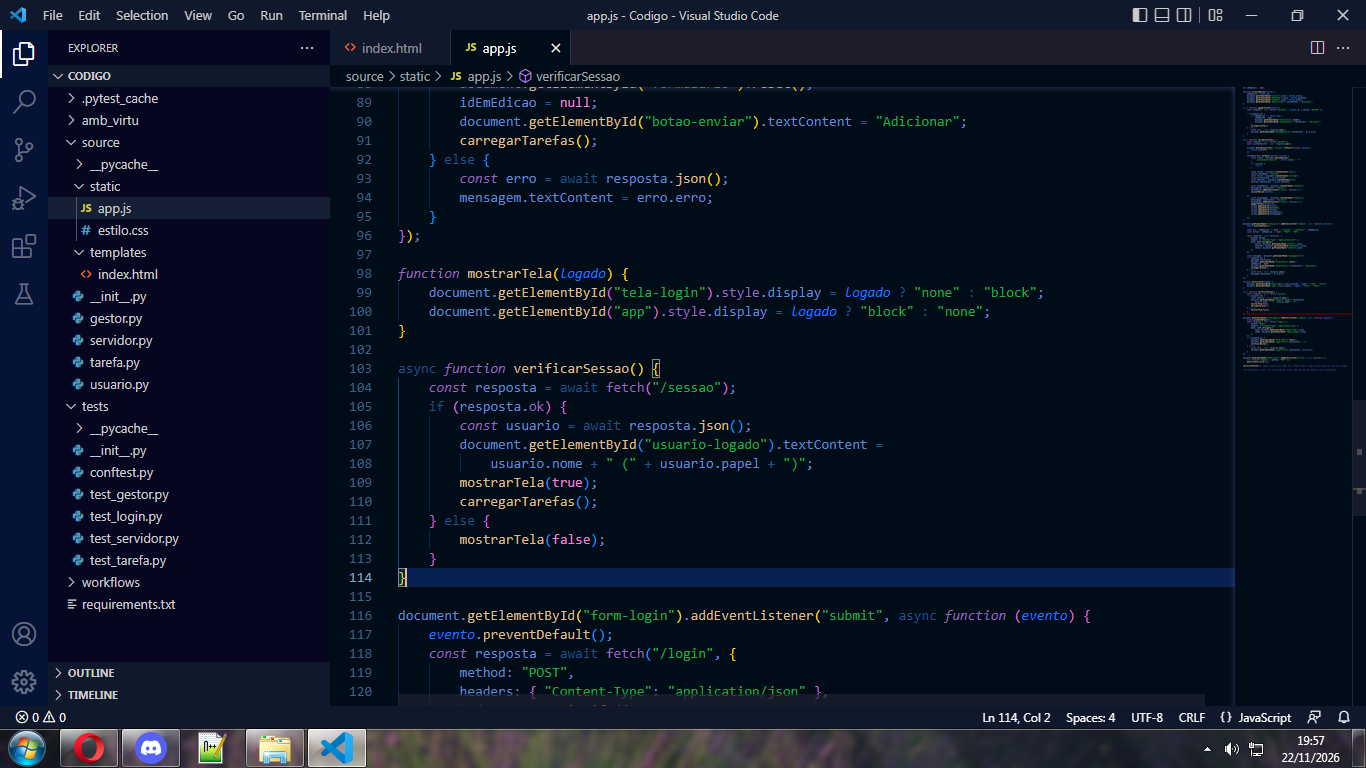 File Edit Selection View Go Run Terminal Help
app.js - Codigo - Visual Studio Code
EXPLORER
CODIGO
.pytest_cache
amb_virtu
source
__pycache__
static
JS app.js
# estilo.css
templates
<> index.html
__init__.py
gestor.py
servidor.py
tarefa.py
usuario.py
tests
__pycache__
__init__.py
conftest.py
test_gestor.py
test_login.py
test_servidor.py
test_tarefa.py
workflows
requirements.txt
OUTLINE
TIMELINE
<> index.html JS app.js
source > static > JS app.js > verificarSessao
89 idEmEdicao = null;
90 document.getElementById("botao-enviar").textContent = "Adicionar";
91 carregarTarefas();
92 } else {
93 const erro = await resposta.json();
94 mensagem.textContent = erro.erro;
95 }
96 });
97
98 function mostrarTela(logado) {
99 document.getElementById("tela-login").style.display = logado ? "none" : "block";
100 document.getElementById("app").style.display = logado ? "block" : "none";
101 }
102
103 async function verificarSessao() {
104 const resposta = await fetch("/sessao");
105 if (resposta.ok) {
106 const usuario = await resposta.json();
107 document.getElementById("usuario-logado").textContent =
108 usuario.nome + " (" + usuario.papel + ")";
109 mostrarTela(true);
110 carregarTarefas();
111 } else {
112 mostrarTela(false);
113 }
114 }
115
116 document.getElementById("form-login").addEventListener("submit", async function (evento) {
117 evento.preventDefault();
118 const resposta = await fetch("/login", {
119 method: "POST",
120 headers: { "Content-Type": "application/json" },
0 0
Ln 114, Col 2 Spaces: 4 UTF-8 CRLF {} JavaScript
19:57
22/11/2026